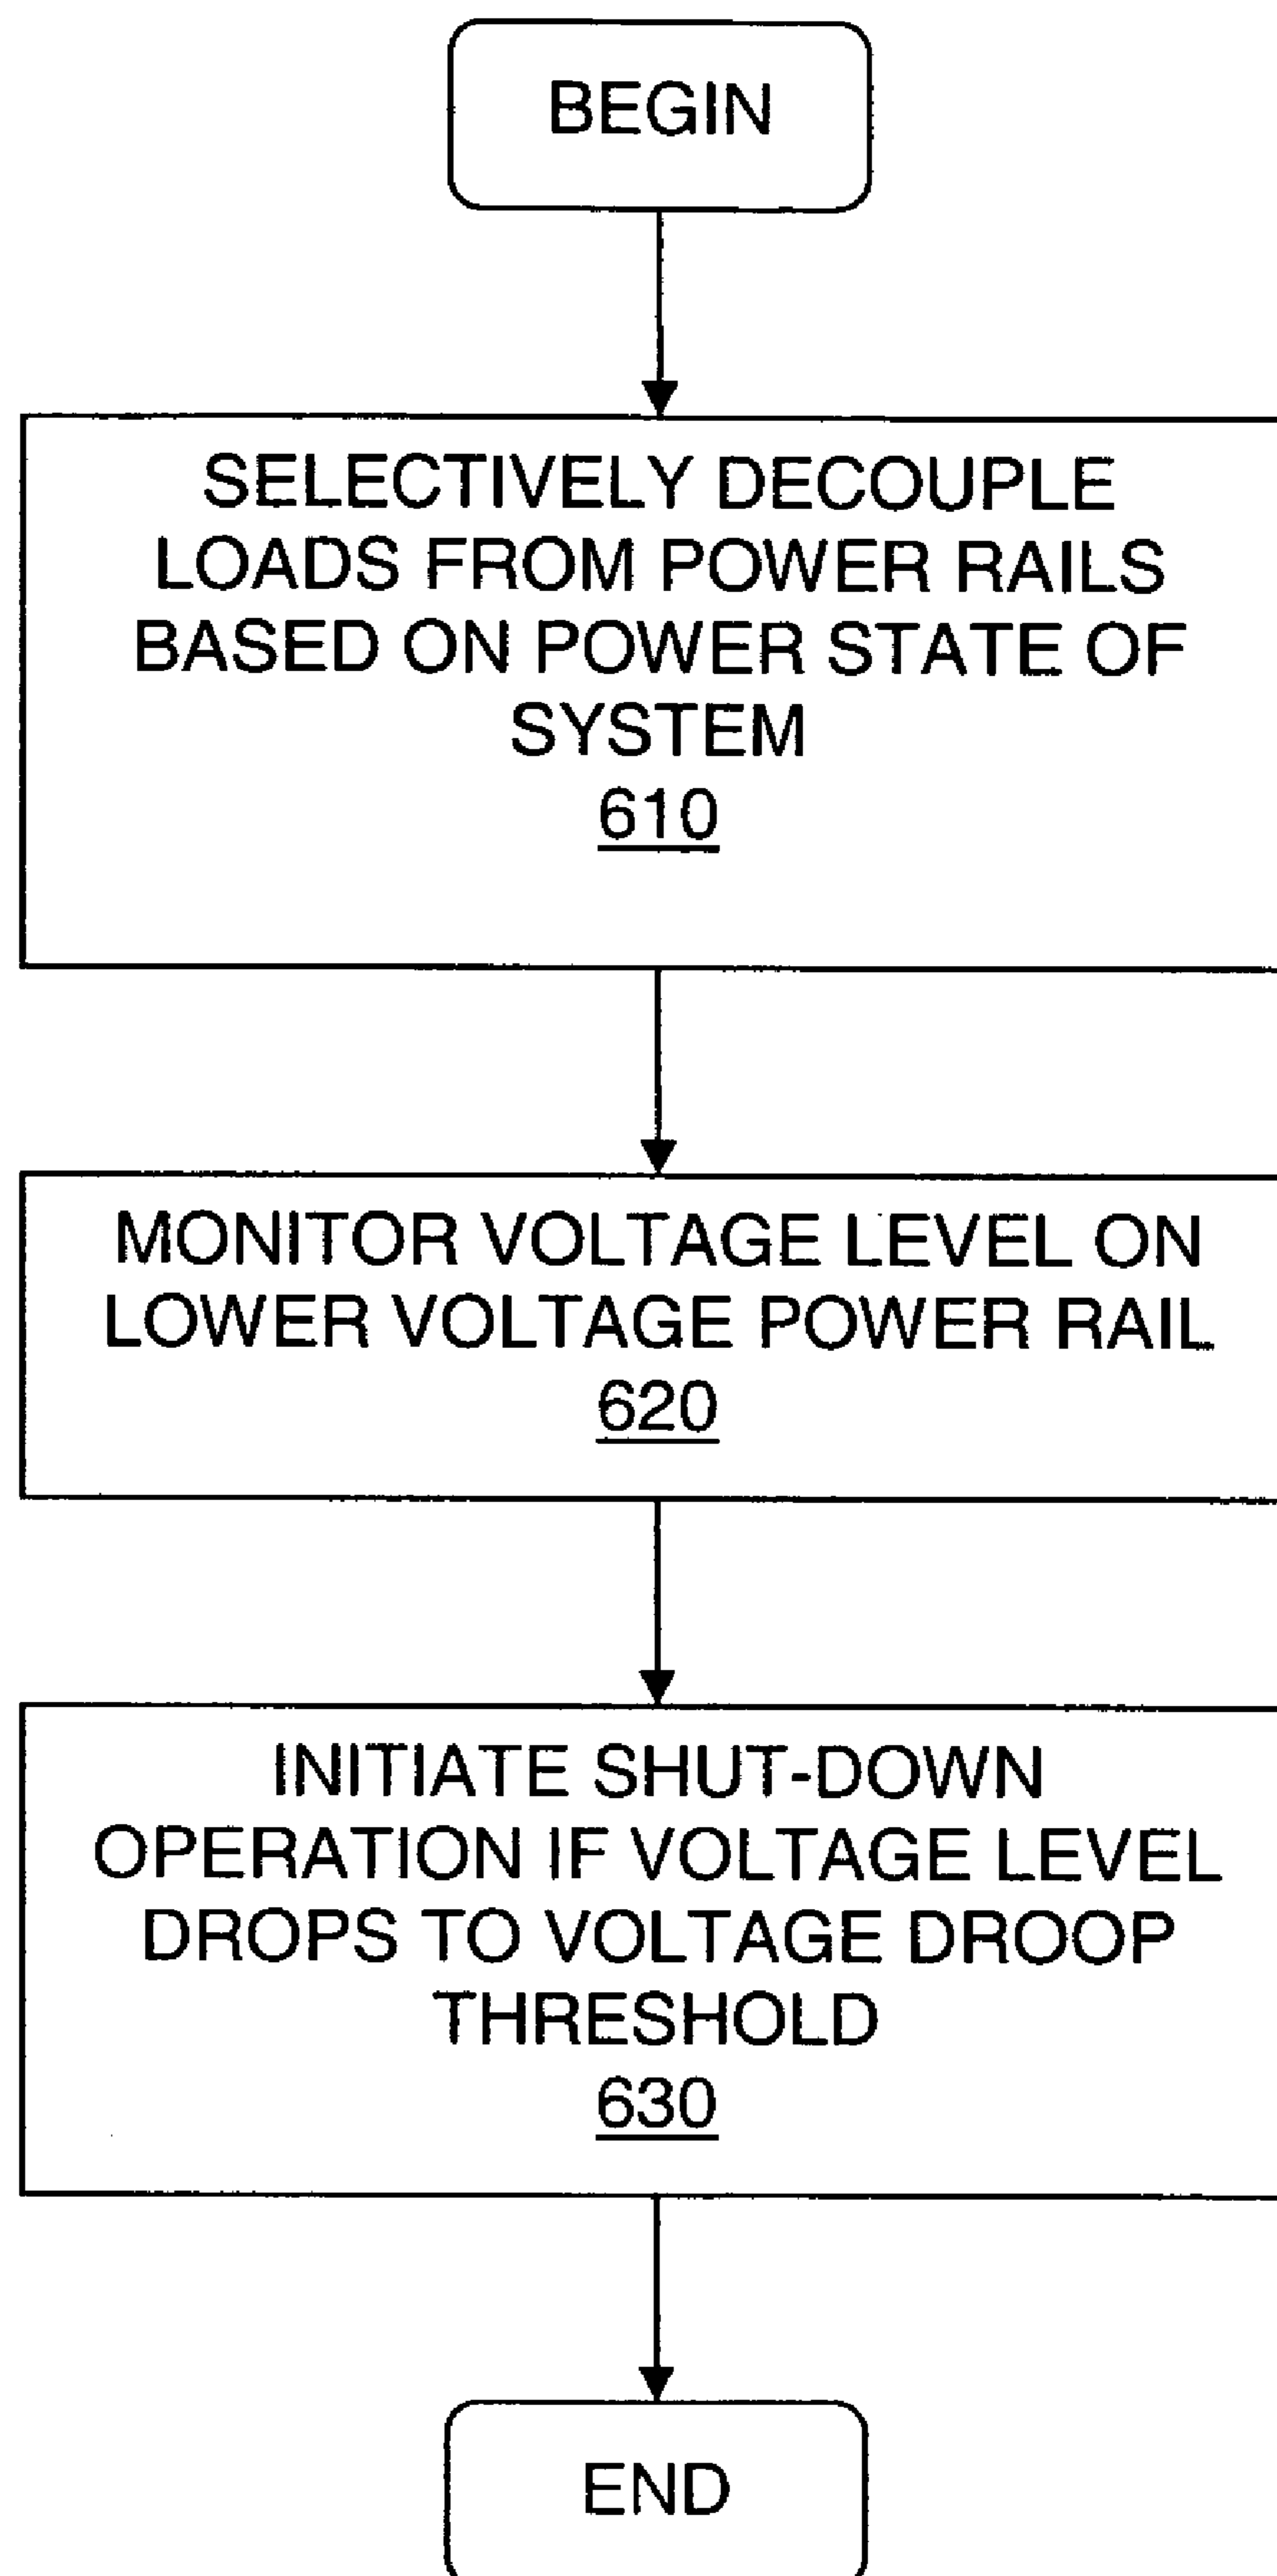 BEGIN
SELECTIVELY DECOUPLE
LOADS FROM POWER RAILS
BASED ON POWER STATE OF
SYSTEM
610
MONITOR VOLTAGE LEVEL ON
LOWER VOLTAGE POWER RAIL
620
INITIATE SHUT-DOWN
OPERATION IF VOLTAGE LEVEL
DROPS TO VOLTAGE DROOP
THRESHOLD
630
END